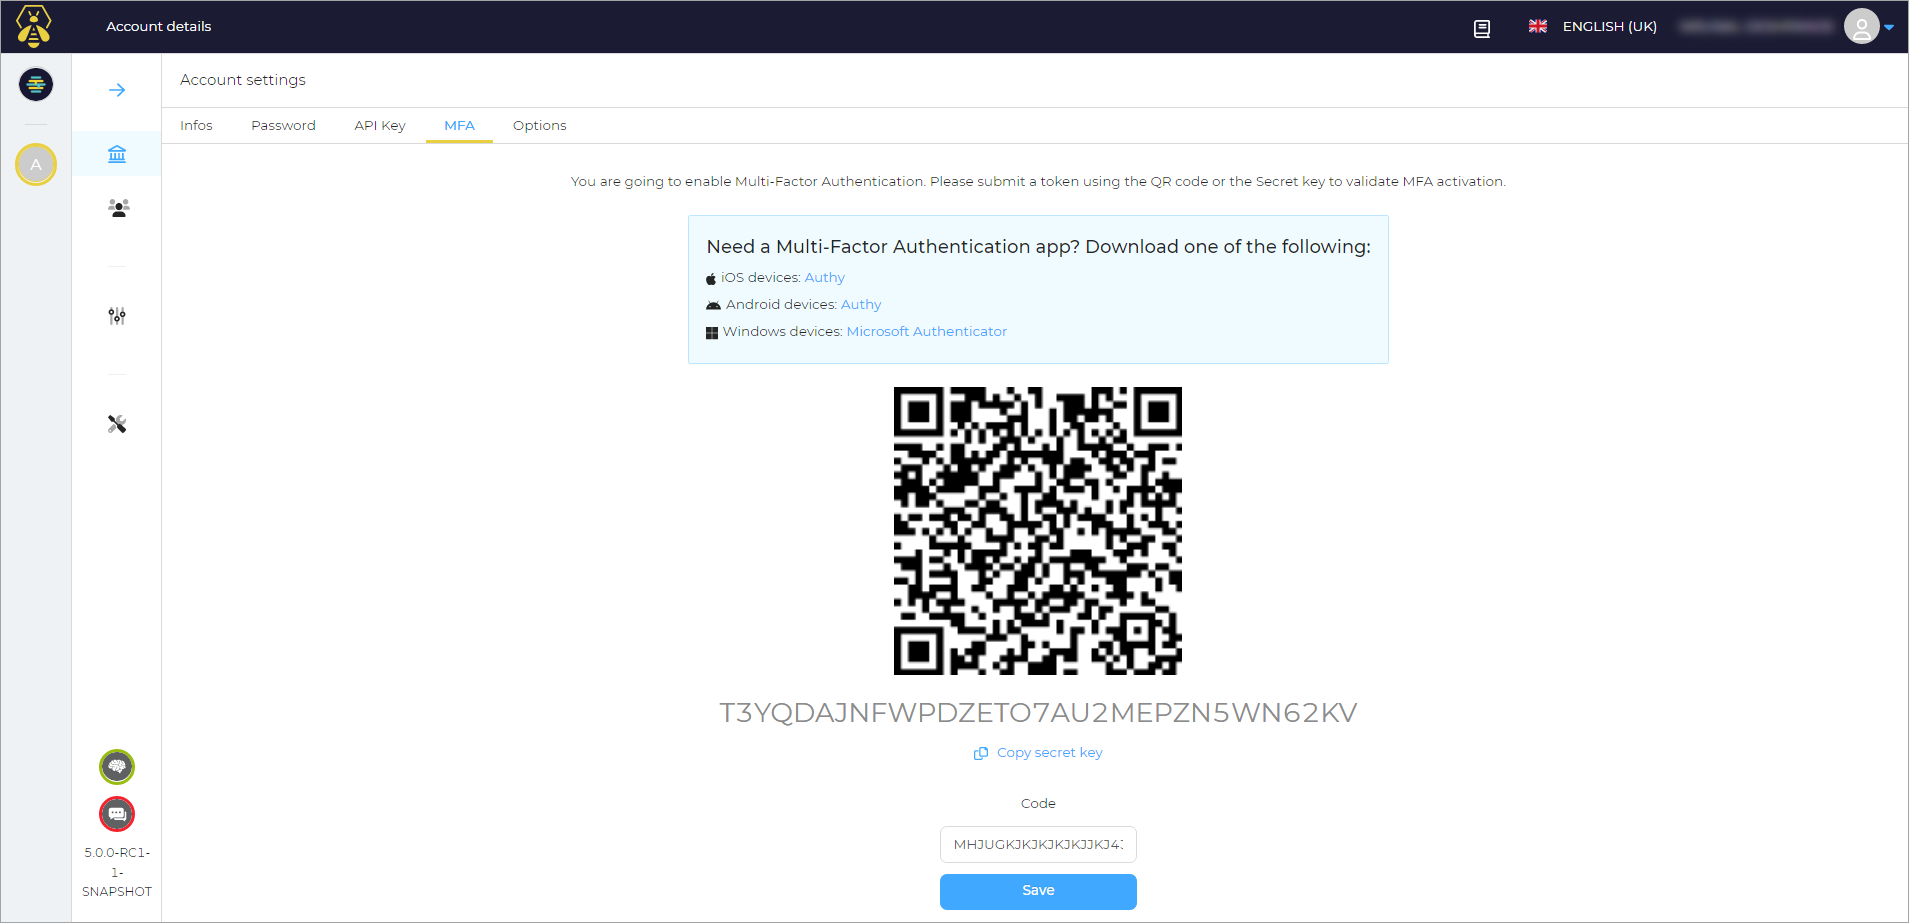 Account details
ENGLISH (UK)
A
Account settings
Infos Password API Key MFA Options
You are going to enable Multi-Factor Authentication. Please submit a token using the QR code or the Secret key to validate MFA activation.
Need a Multi-Factor Authentication app? Download one of the following:
iOS devices: Authy
Android devices: Authy
Windows devices: Microsoft Authenticator
T3YQDAJNFWPDZETO7AU2MEPZN5WN62KV
Copy secret key
Code
MHJUGKJKJKJKJKJJKJ4
Save
5.0.0-RC1-
1-
SNAPSHOT